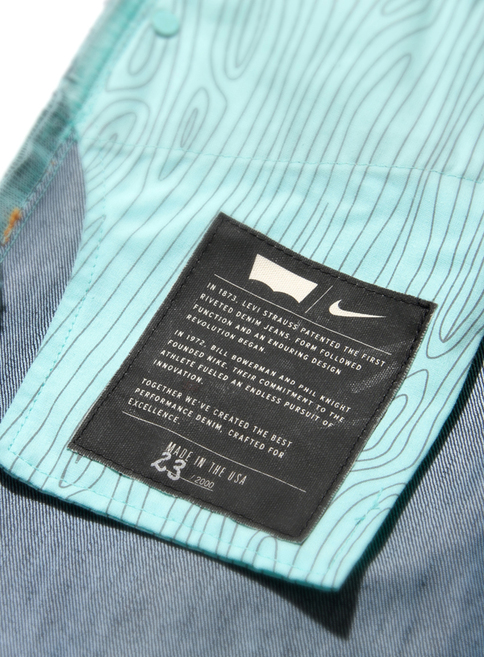 IN 1873, LEVI STRAUSS PATENTED THE FIRST
RIVETED DENIM JEANS. FORM FOLLOWED
FUNCTION AND AN ENDURING DESIGN
REVOLUTION BEGAN.
IN 1972, BILL BOWERMAN AND PHIL KNIGHT
FOUNDED NIKE. THEIR COMMITMENT TO THE
ATHLETE FUELED AN ENDLESS PURSUIT OF
INNOVATION.
TOGETHER WE'VE CREATED THE BEST
PERFORMANCE DENIM, CRAFTED FOR
EXCELLENCE.
MADE IN THE USA
23 /2000